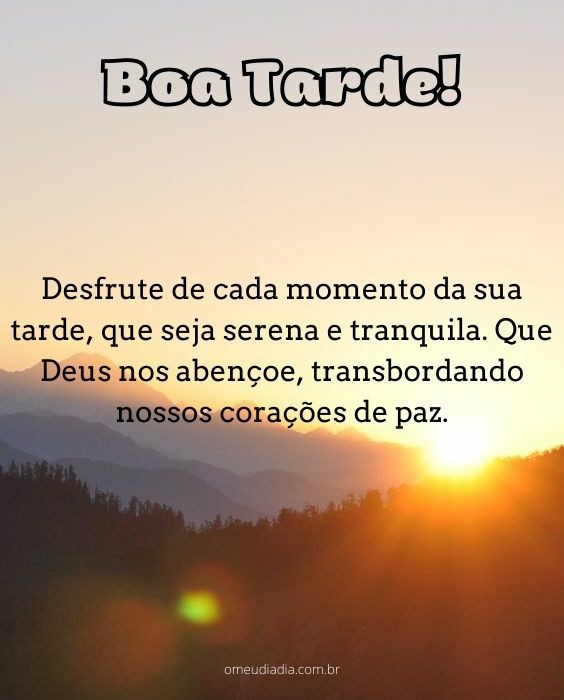 Boa Tarde!
Desfrute de cada momento da sua
tarde, que seja serena e tranquila. Que
Deus nos abençoe, transbordando
nossos corações de paz.
omeudiadia.com.br